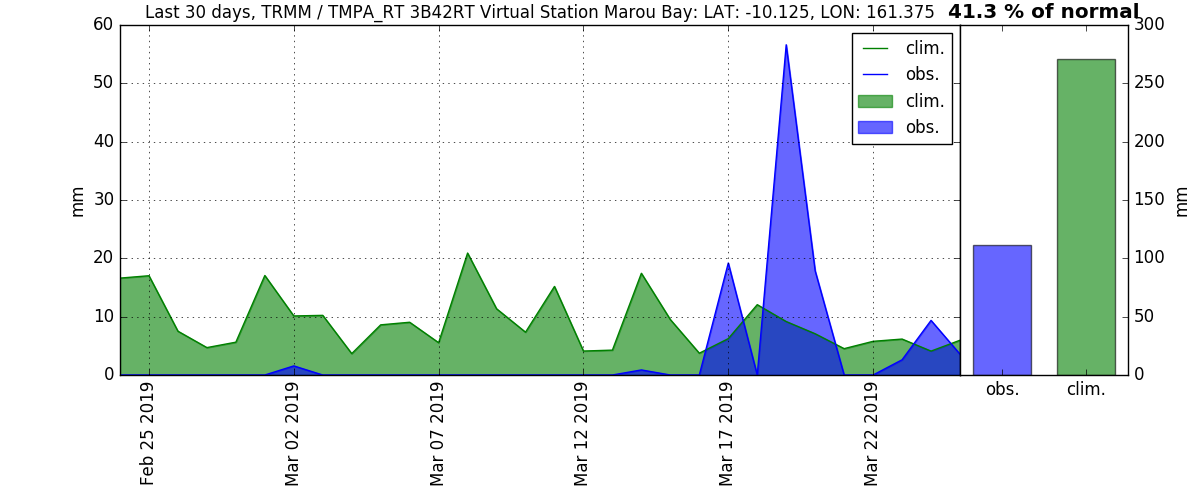 Last 30 days, TRMM / TMPA_RT 3B42RT Virtual Station Marou Bay: LAT: -10.125, LON: 161.375 41.3 % of normal
60
50
40
30
20
10
0
mm
clim.
obs.
clim.
obs.
Feb 25 2019
Mar 02 2019
Mar 07 2019
Mar 12 2019
Mar 17 2019
Mar 22 2019
300
250
200
150
100
50
0
mm
obs.
clim.